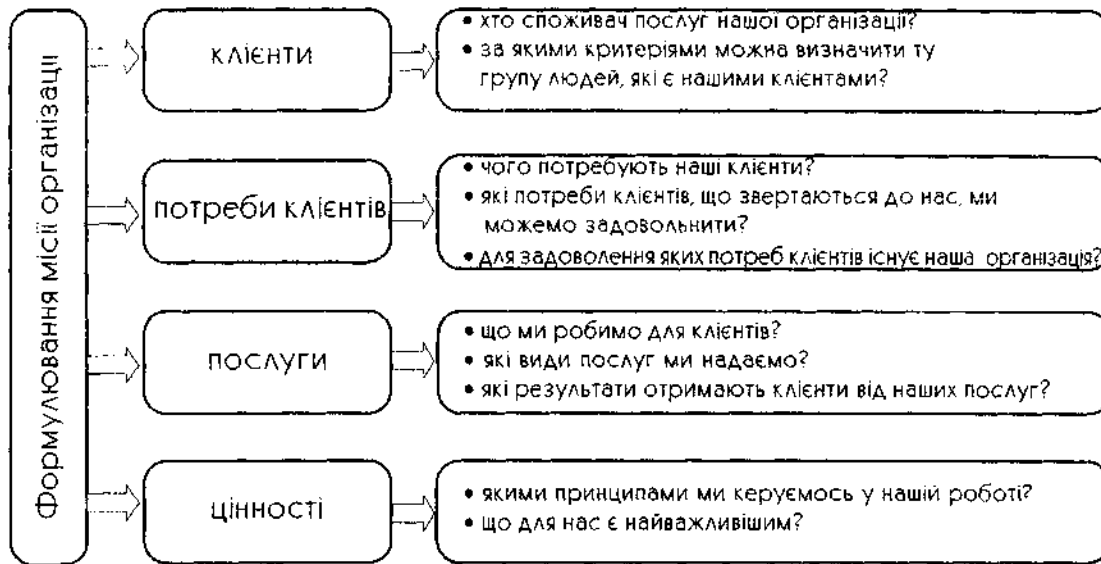 Формулювання місії організації
КЛІЄНТИ
• хто споживач послуг нашої організації?
• за якими критеріями можна визначити ту
групу людей, які є нашими клієнтами?
ПОТРЕБИ КЛІЄНТІВ
• чого потребують наші клієнти?
• які потреби клієнтів, що звертаються до нас, ми
можемо задовольнити?
• для задоволення яких потреб клієнтів існує наша організація?
ПОСЛУГИ
• що ми робимо для клієнтів?
• які види послуг ми надаємо?
• які результати отримають клієнти від наших послуг?
ЦІННОСТІ
• якими принципами ми керуємось у нашій роботі?
• що для нас є найважливішим?